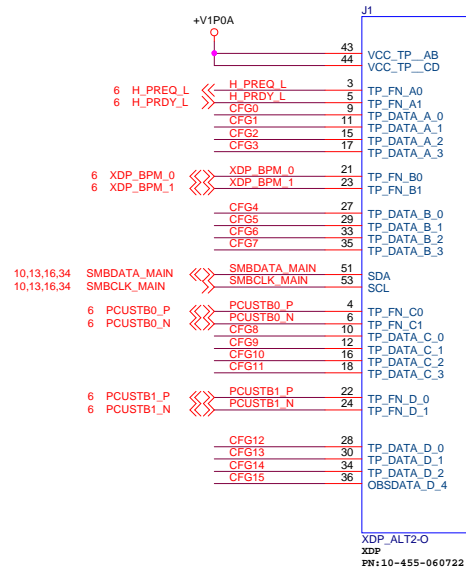 J1
+V1P0A
43 VCC_TP__AB
44 VCC_TP__CD
6 H_PREQ_L H_PREQ_L 3 TP_FN_A0
6 H_PRDY_L H_PRDY_L 5 TP_FN_A1
CFG0 9 TP_DATA_A_0
CFG1 11 TP_DATA_A_1
CFG2 15 TP_DATA_A_2
CFG3 17 TP_DATA_A_3
6 XDP_BPM_0 XDP_BPM_0 21 TP_FN_B0
6 XDP_BPM_1 XDP_BPM_1 23 TP_FN_B1
CFG4 27 TP_DATA_B_0
CFG5 29 TP_DATA_B_1
CFG6 33 TP_DATA_B_2
CFG7 35 TP_DATA_B_3
10,13,16,34 SMBDATA_MAIN SMBDATA_MAIN 51 SDA
10,13,16,34 SMBCLK_MAIN SMBCLK_MAIN 53 SCL
6 PCUSTB0_P PCUSTB0_P 4 TP_FN_C0
6 PCUSTB0_N PCUSTB0_N 6 TP_FN_C1
CFG8 10 TP_DATA_C_0
CFG9 12 TP_DATA_C_1
CFG10 16 TP_DATA_C_2
CFG11 18 TP_DATA_C_3
6 PCUSTB1_P PCUSTB1_P 22 TP_FN_D_0
6 PCUSTB1_N PCUSTB1_N 24 TP_FN_D_1
CFG12 28 TP_DATA_D_0
CFG13 30 TP_DATA_D_1
CFG14 34 TP_DATA_D_2
CFG15 36 OBSDATA_D_4
XDP_ALT2-O
XDP
PN:10-455-060722